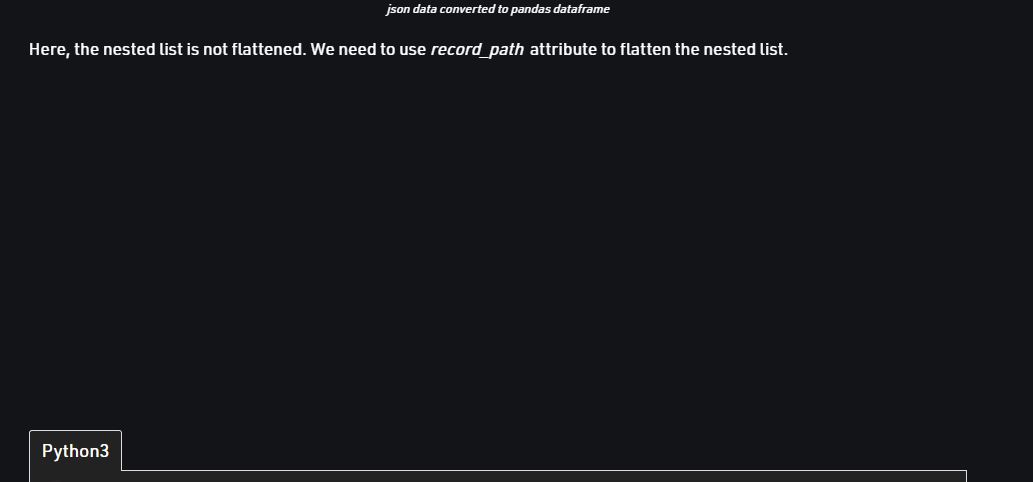 json data converted to pandas dataframe
Here, the nested list is not flattened. We need to use record_path attribute to flatten the nested list.
Python3